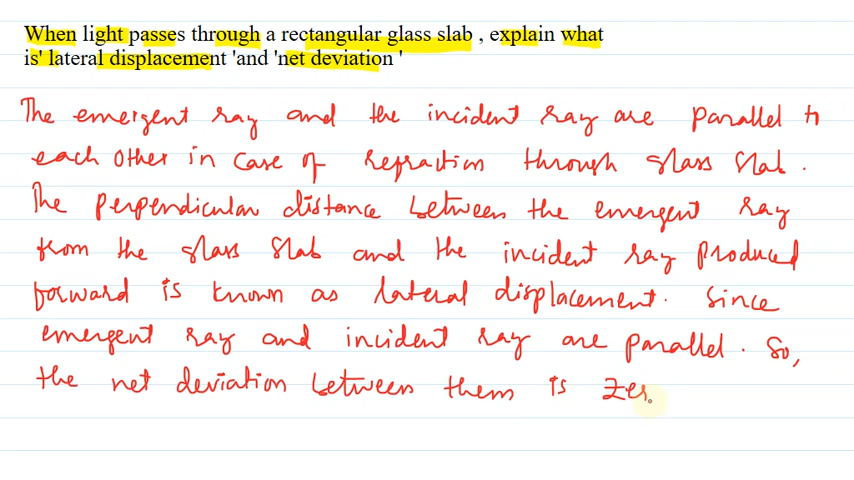 When light passes through a rectangular glass slab , explain what
is' lateral displacement 'and 'net deviation '
The emergent ray and the incident ray are parallel to
each other in case of refraction through glass slab .
The perpendicular distance between the emergent ray
from the glass slab and the incident ray produced
forward is known as lateral displacement. Since
emergent ray and incident ray are parallel. So,
the net deviation between them is zer